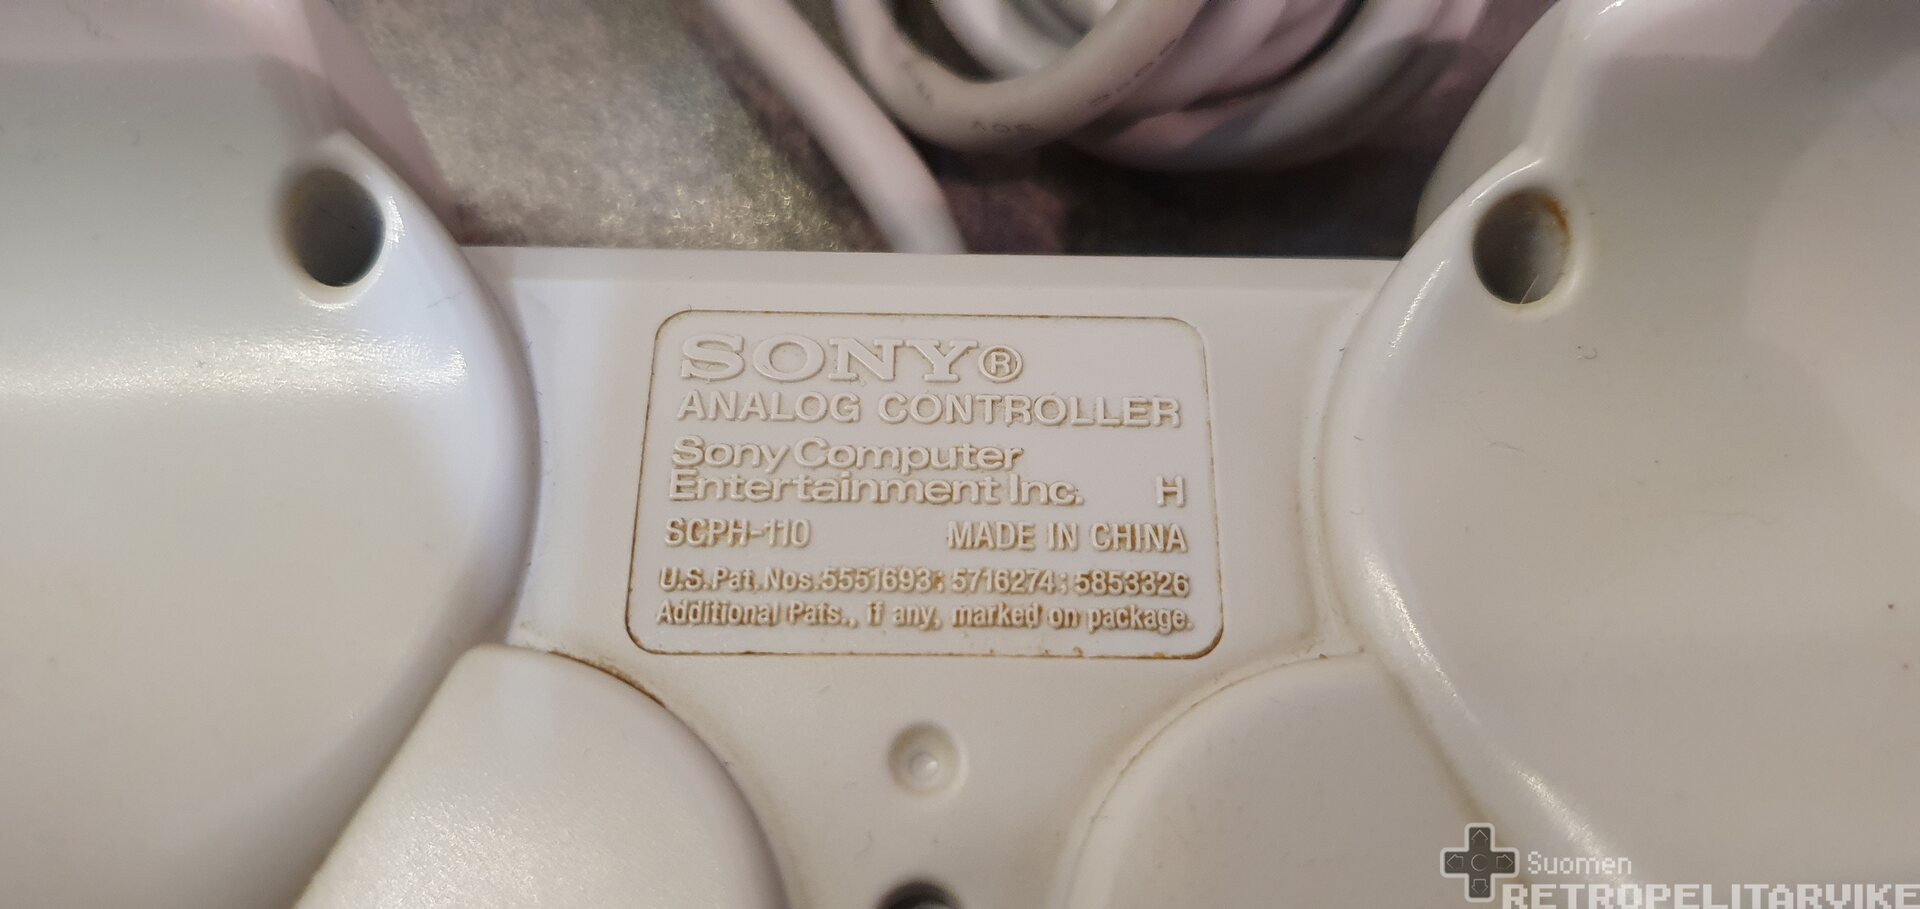 SONY®
ANALOG CONTROLLER
Sony Computer
Entertainment Inc. H
SCPH-110 MADE IN CHINA
U.S.Pat.Nos.5551693;5716274;5853326
Additional Pats., if any, marked on package.
Suomen
RETROPELITARVIKE